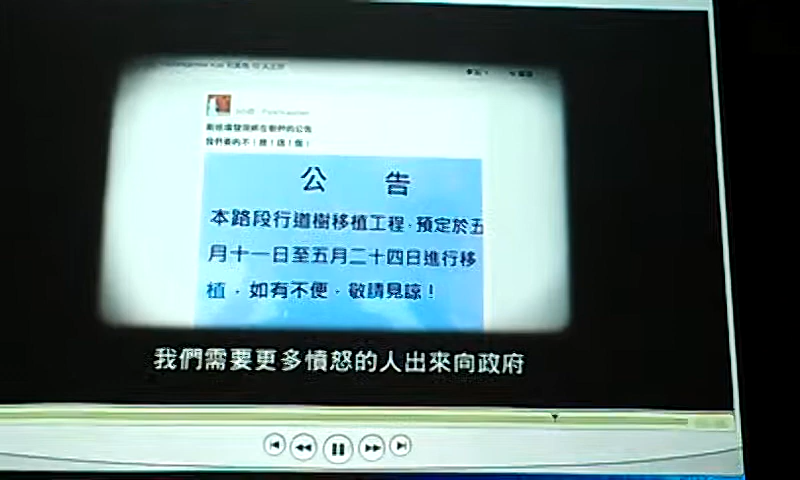 公 告
本路段行道樹移植工程，預定於五
月十一日至五月二十四日進行移
植，如有不便，敬請見諒！
我們需要更多憤怒的人出來向政府